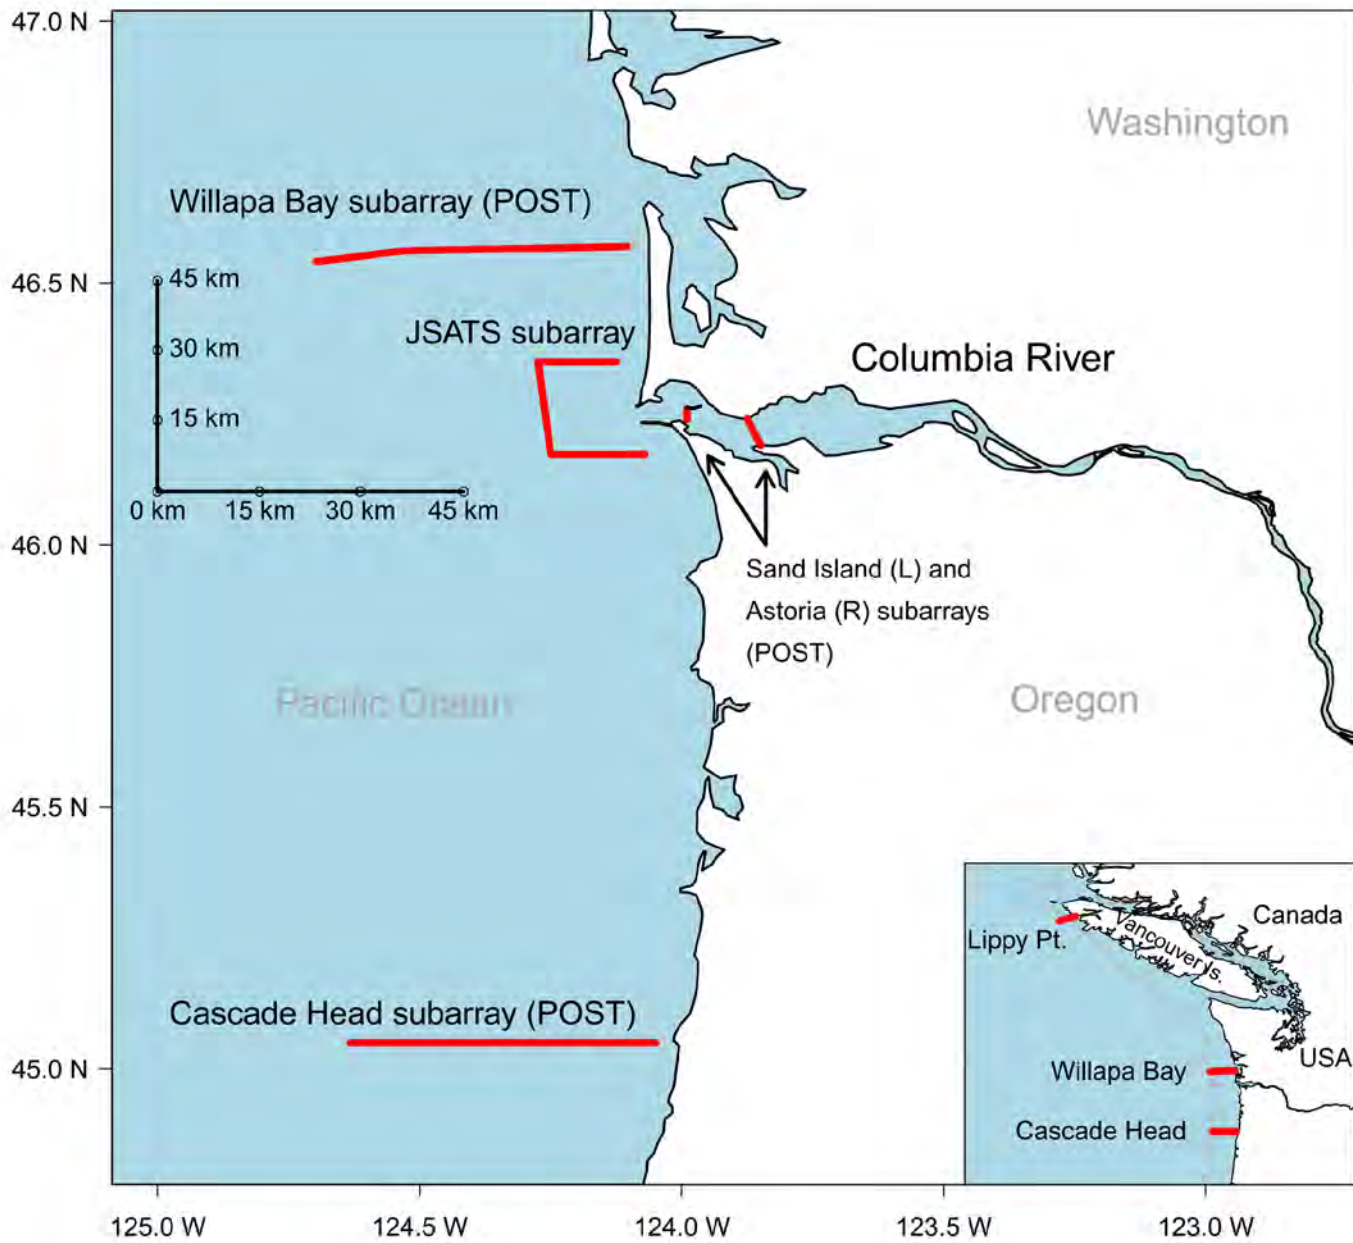 47.0 N
Washington
Willapa Bay subarray (POST)
46.5 N
45 km
JSATS subarray
30 km
Columbia River
15 km
0 km
15 km
30 km
45 km
46.0 N
Sand Island (L) and
Astoria (R) subarrays
(POST)
Pacific Ocean
Oregon
45.5 N
Canada
Vancouver Is.
Lippy Pt.
Cascade Head subarray (POST)
45.0 N
USA
Willapa Bay
Cascade Head
125.0 W
124.5 W
124.0 W
123.5 W
123.0 W